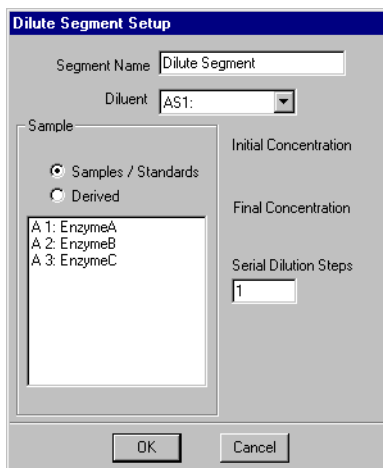 Dilute Segment Setup
Segment Name
Dilute Segment
Diluent
AS1:
Sample
Samples / Standards
Derived
A 1: EnzymeA
A 2: EnzymeB
A 3: EnzymeC
Initial Concentration
Final Concentration
Serial Dilution Steps
1
OK
Cancel